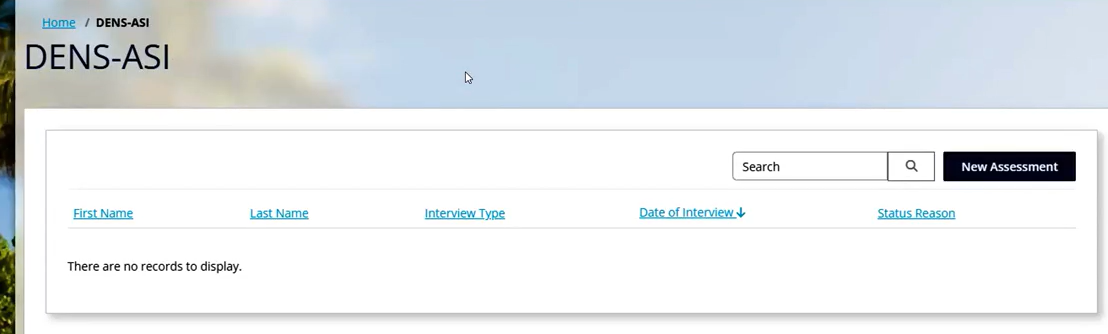 Home / DENS-ASI
DENS-ASI
Search New Assessment
First Name Last Name Interview Type Date of Interview Status Reason
There are no records to display.